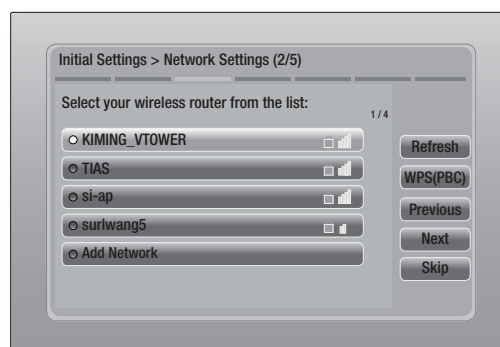 Initial Settings > Network Settings (2/5)
Select your wireless router from the list:
1 / 4
KIMING_VTOWER
TIAS
si-ap
surlwang5
Add Network
Refresh
WPS(PBC)
Previous
Next
Skip